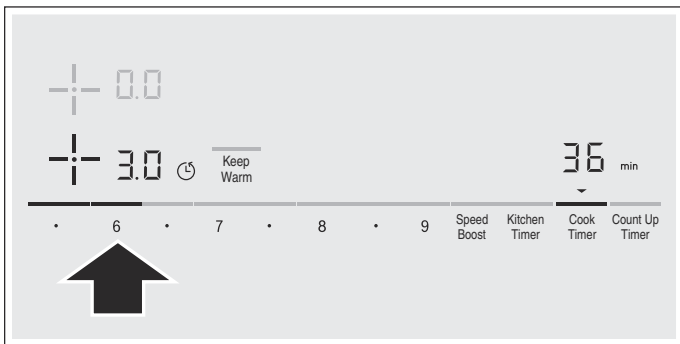 0.0
3.0 Keep Warm 36 min
· 6 · 7 · 8 · 9 Speed Boost Kitchen Timer Cook Timer Count Up Timer